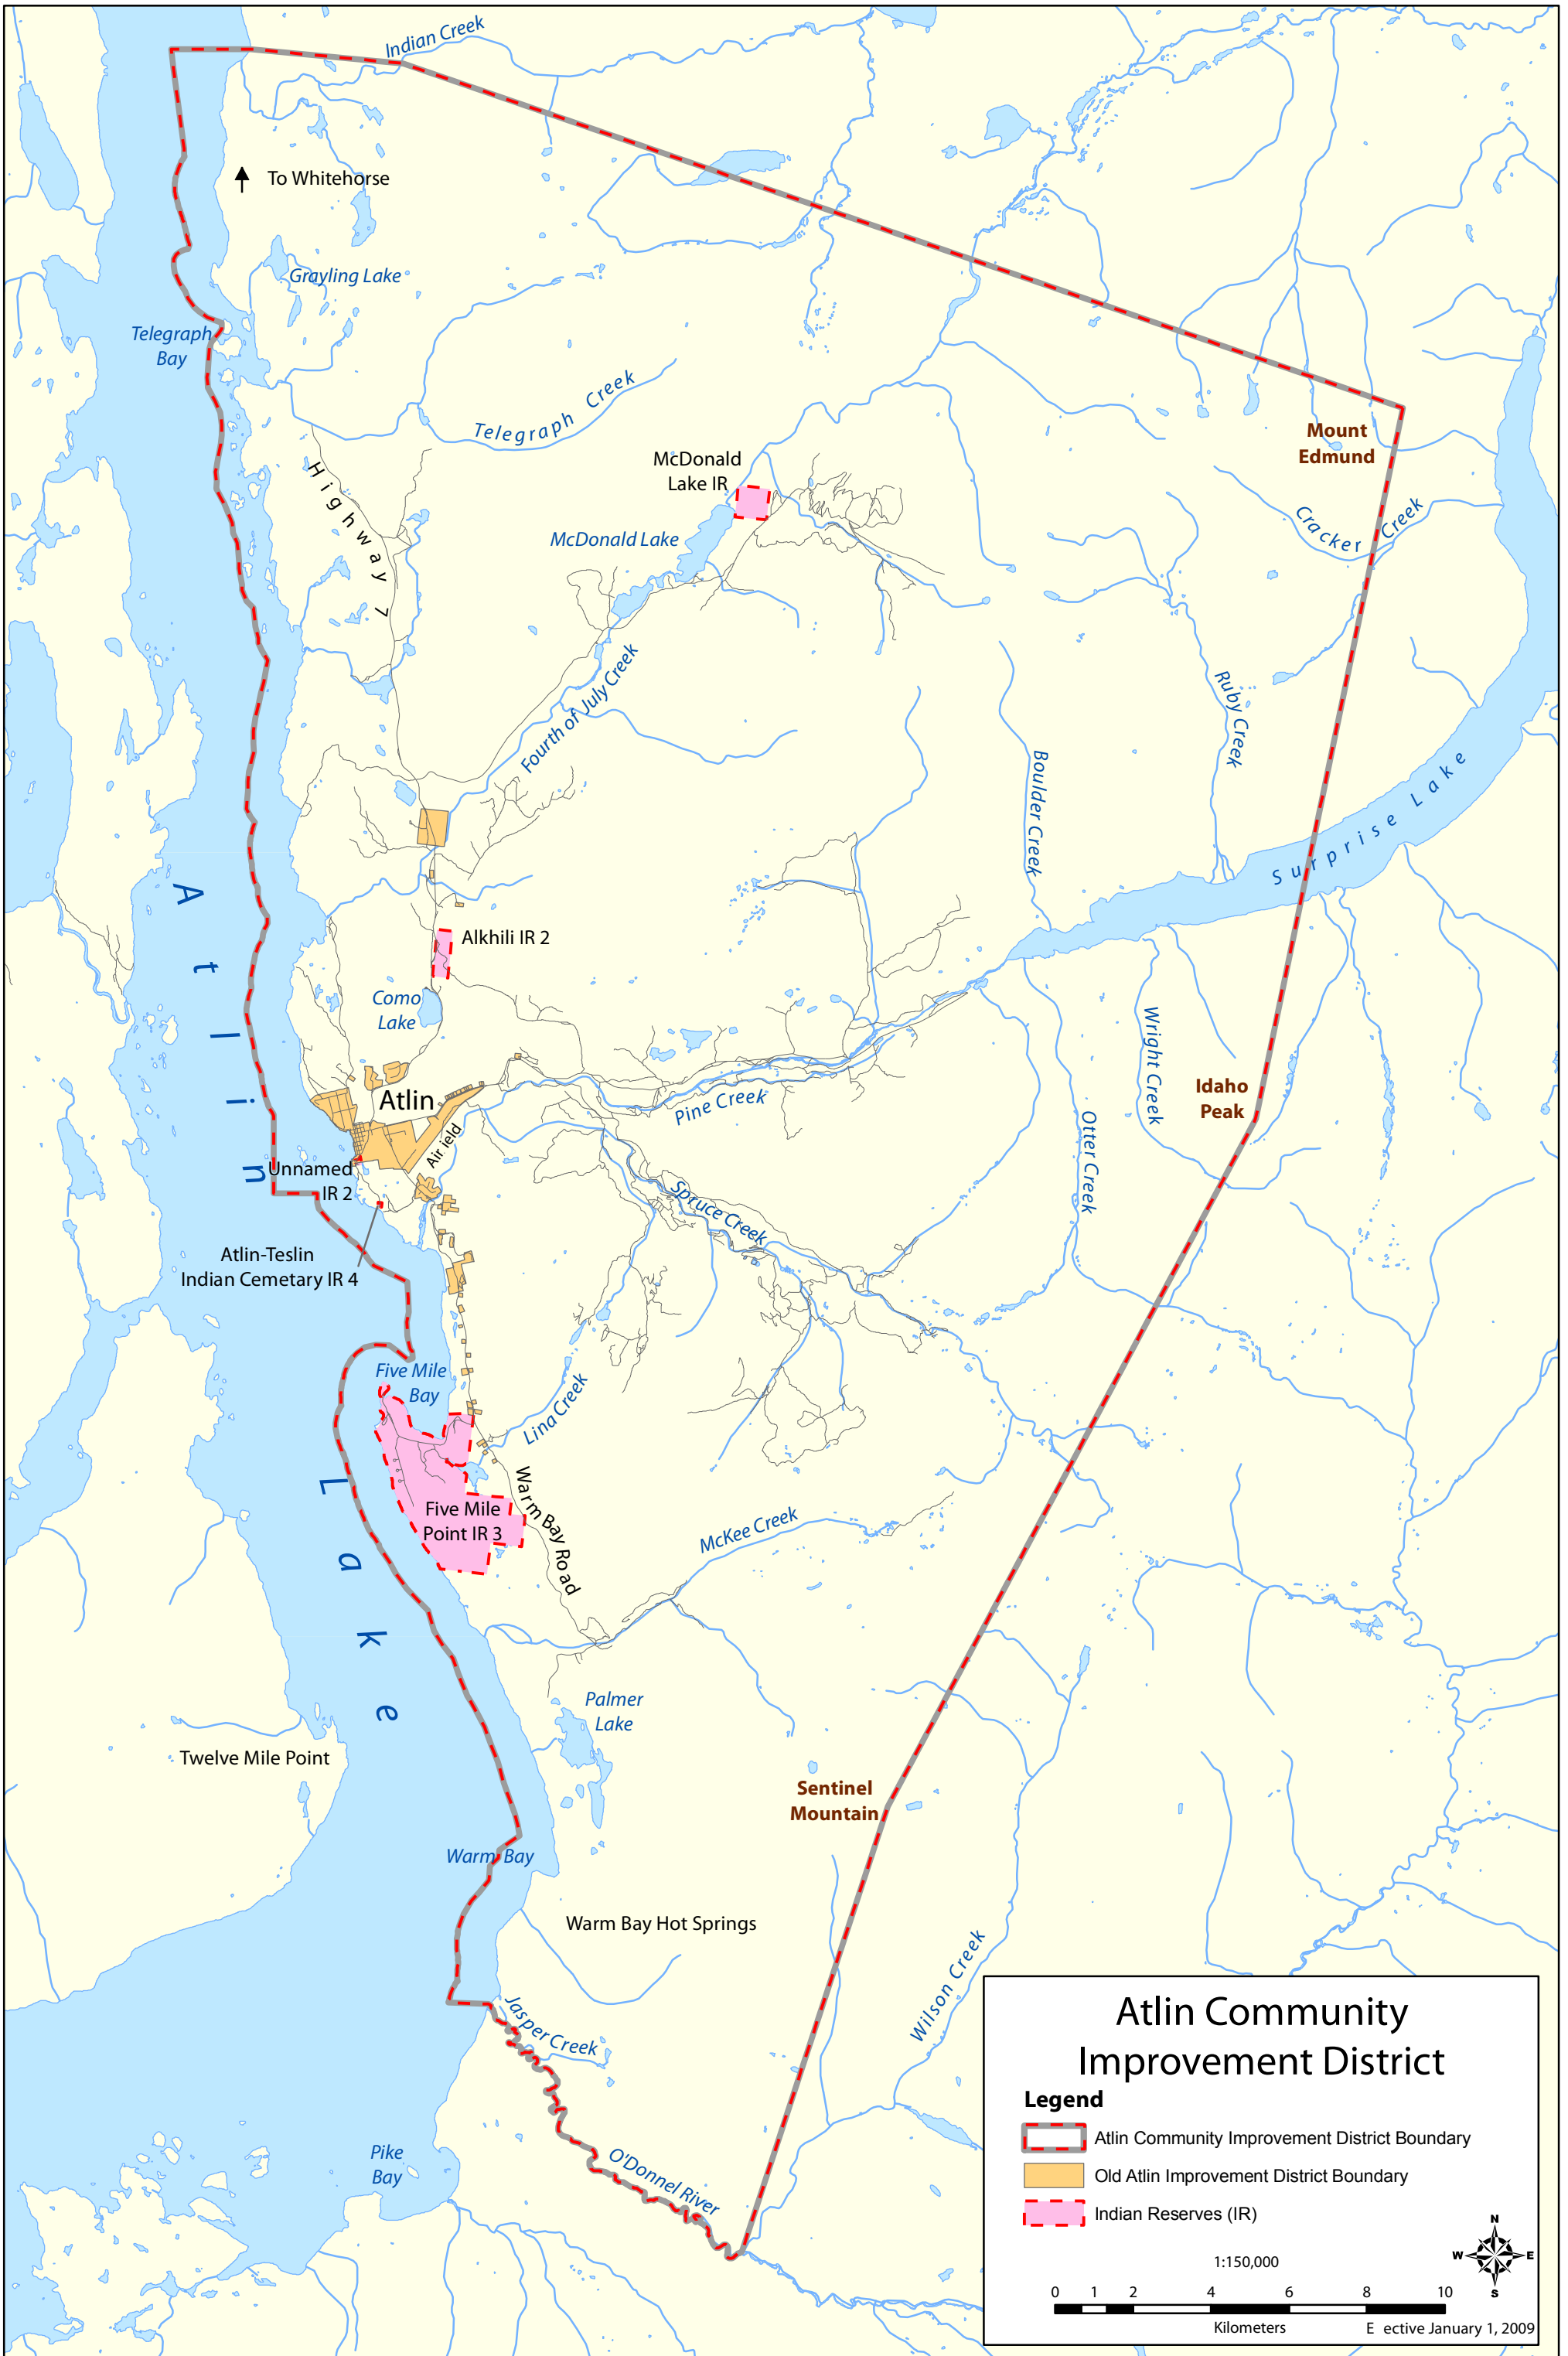 Indian Creek
To Whitehorse
Grayling Lake
Telegraph
Bay
Telegraph Creek
Mount
Edmund
McDonald
Lake IR
Highway 7
Cracker Creek
McDonald Lake
Fourth of July Creek
Ruby Creek
Boulder Creek
Surprise Lake
Atlin Lake
Alkhili IR 2
Como
Lake
Wright Creek
Atlin
Pine Creek
Idaho
Peak
Otter Creek
Air ield
Unnamed
IR 2
Spruce Creek
Atlin-Teslin
Indian Cemetary IR 4
Five Mile
Bay
Lina Creek
Warm Bay Road
Five Mile
Point IR 3
McKee Creek
Palmer
Lake
Twelve Mile Point
Sentinel
Mountain
Warm Bay
Warm Bay Hot Springs
Wilson Creek
Jasper Creek
Pike
Bay
O'Donnel River
Atlin Community
Improvement District
Legend
Atlin Community Improvement District Boundary
Old Atlin Improvement District Boundary
Indian Reserves (IR)
N
W E
S
1:150,000
0 1 2 4 6 8 10
Kilometers
E ective January 1, 2009